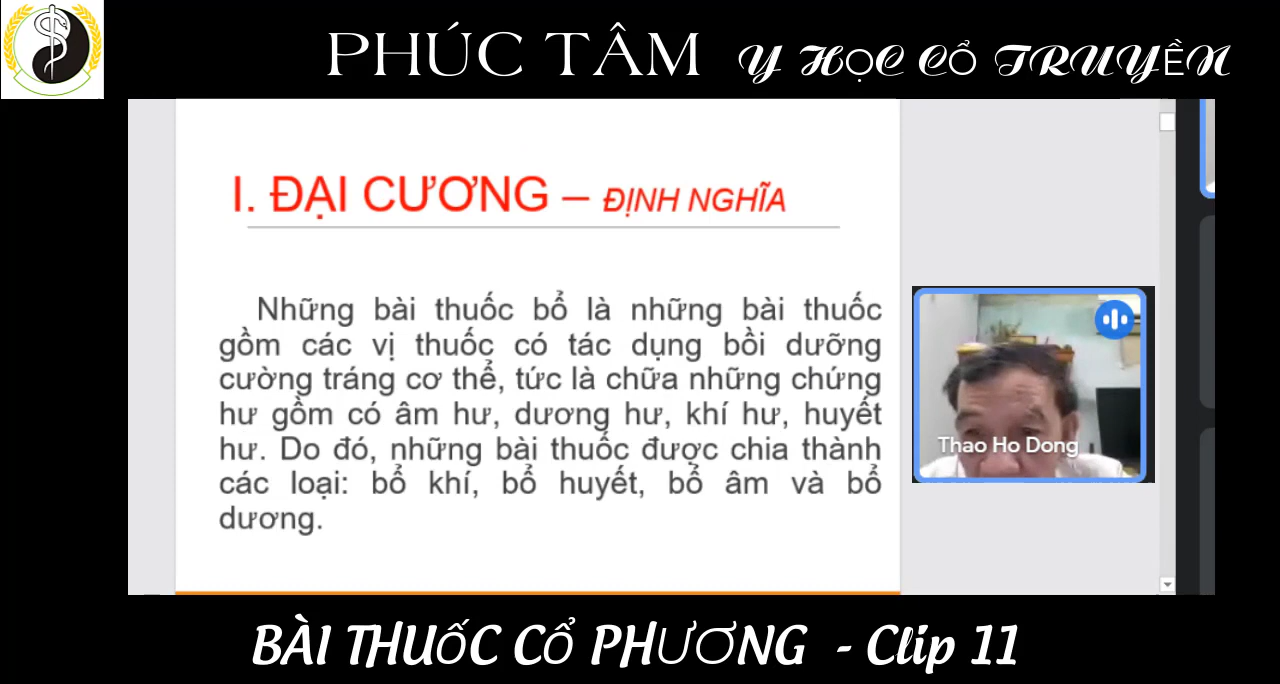 PHÚC TÂM Y HỌC CỔ TRUYỀN
I. ĐẠI CƯƠNG – ĐỊNH NGHĨA
Những bài thuốc bổ là những bài thuốc
gồm các vị thuốc có tác dụng bồi dưỡng
cường tráng cơ thể, tức là chữa những chứng
hư gồm có âm hư, dương hư, khí hư, huyết
hư. Do đó, những bài thuốc được chia thành
các loại: bổ khí, bổ huyết, bổ âm và bổ
dương.
Thao Ho Dong
BÀI THUỐC CỔ PHƯƠNG - Clip 11